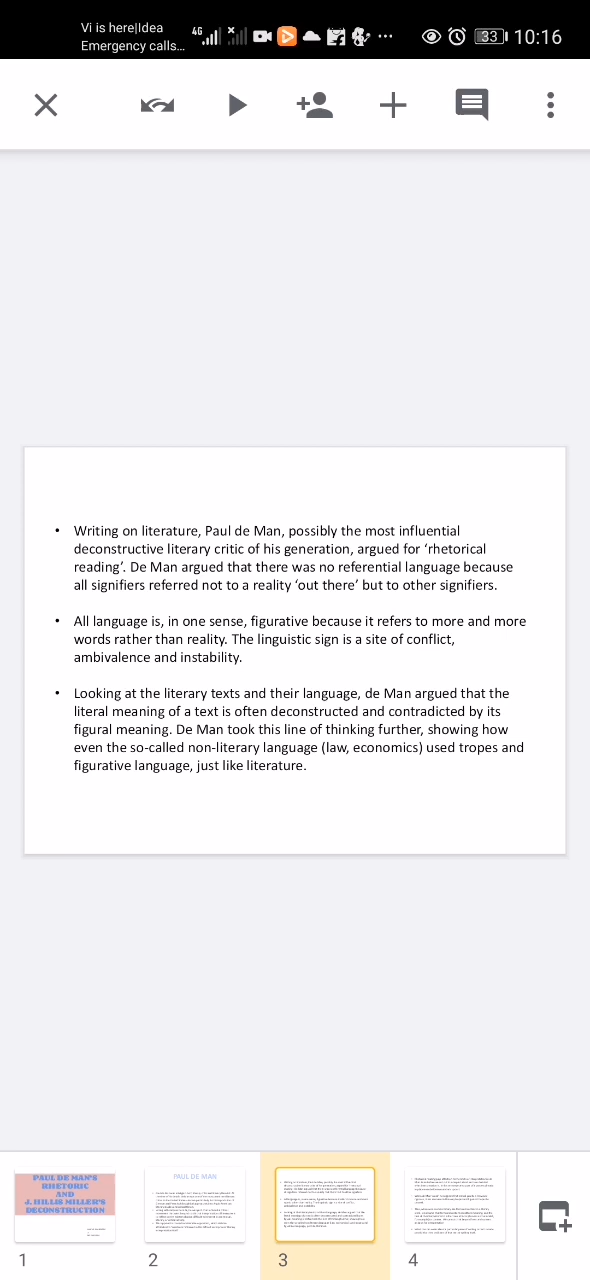 Vi is here|Idea
Emergency calls...
4G
33
10:16
• Writing on literature, Paul de Man, possibly the most influential
deconstructive literary critic of his generation, argued for ‘rhetorical
reading’. De Man argued that there was no referential language because
all signifiers referred not to a reality ‘out there’ but to other signifiers.
• All language is, in one sense, figurative because it refers to more and more
words rather than reality. The linguistic sign is a site of conflict,
ambivalence and instability.
• Looking at the literary texts and their language, de Man argued that the
literal meaning of a text is often deconstructed and contradicted by its
figural meaning. De Man took this line of thinking further, showing how
even the so-called non-literary language (law, economics) used tropes and
figurative language, just like literature.
PAUL DE MAN'S
RHETORIC
AND
J. HILLIS MILLER'S
DECONSTRUCTION
PAUL DE MAN
1
2
3
4